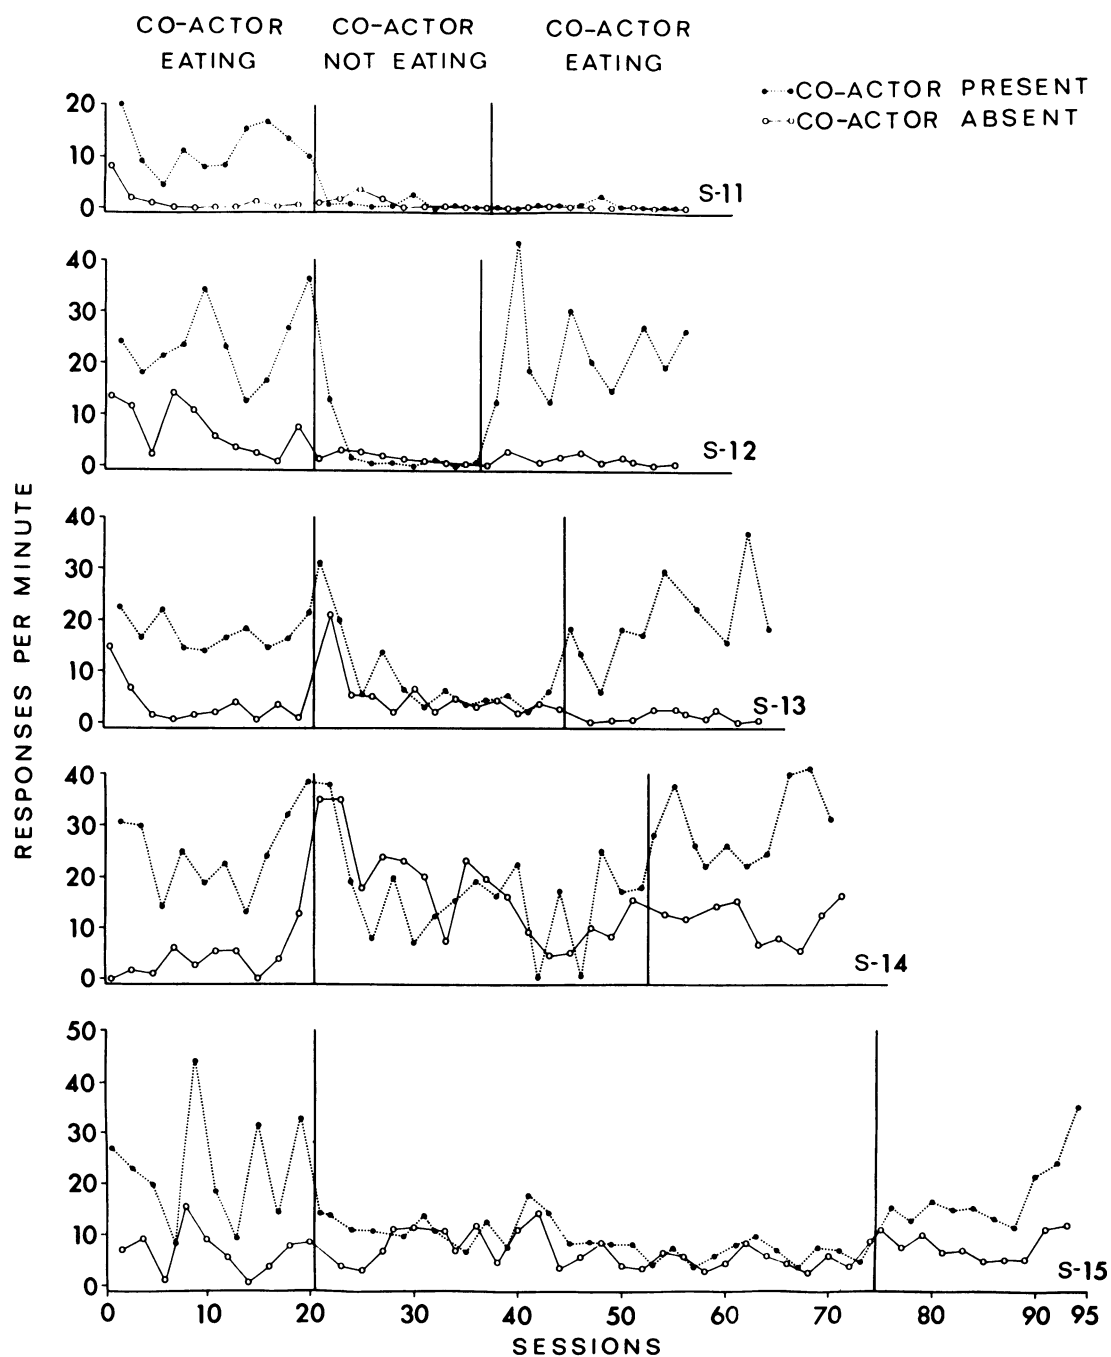 CO-ACTOR EATING
CO-ACTOR NOT EATING
CO-ACTOR EATING
CO-ACTOR PRESENT
CO-ACTOR ABSENT
RESPONSES PER MINUTE
20
10
0
S-11
40
30
20
10
0
S-12
40
30
20
10
0
S-13
40
30
20
10
0
S-14
50
40
30
20
10
0
S-15
0 10 20 30 40 50 60 70 80 90 95
SESSIONS